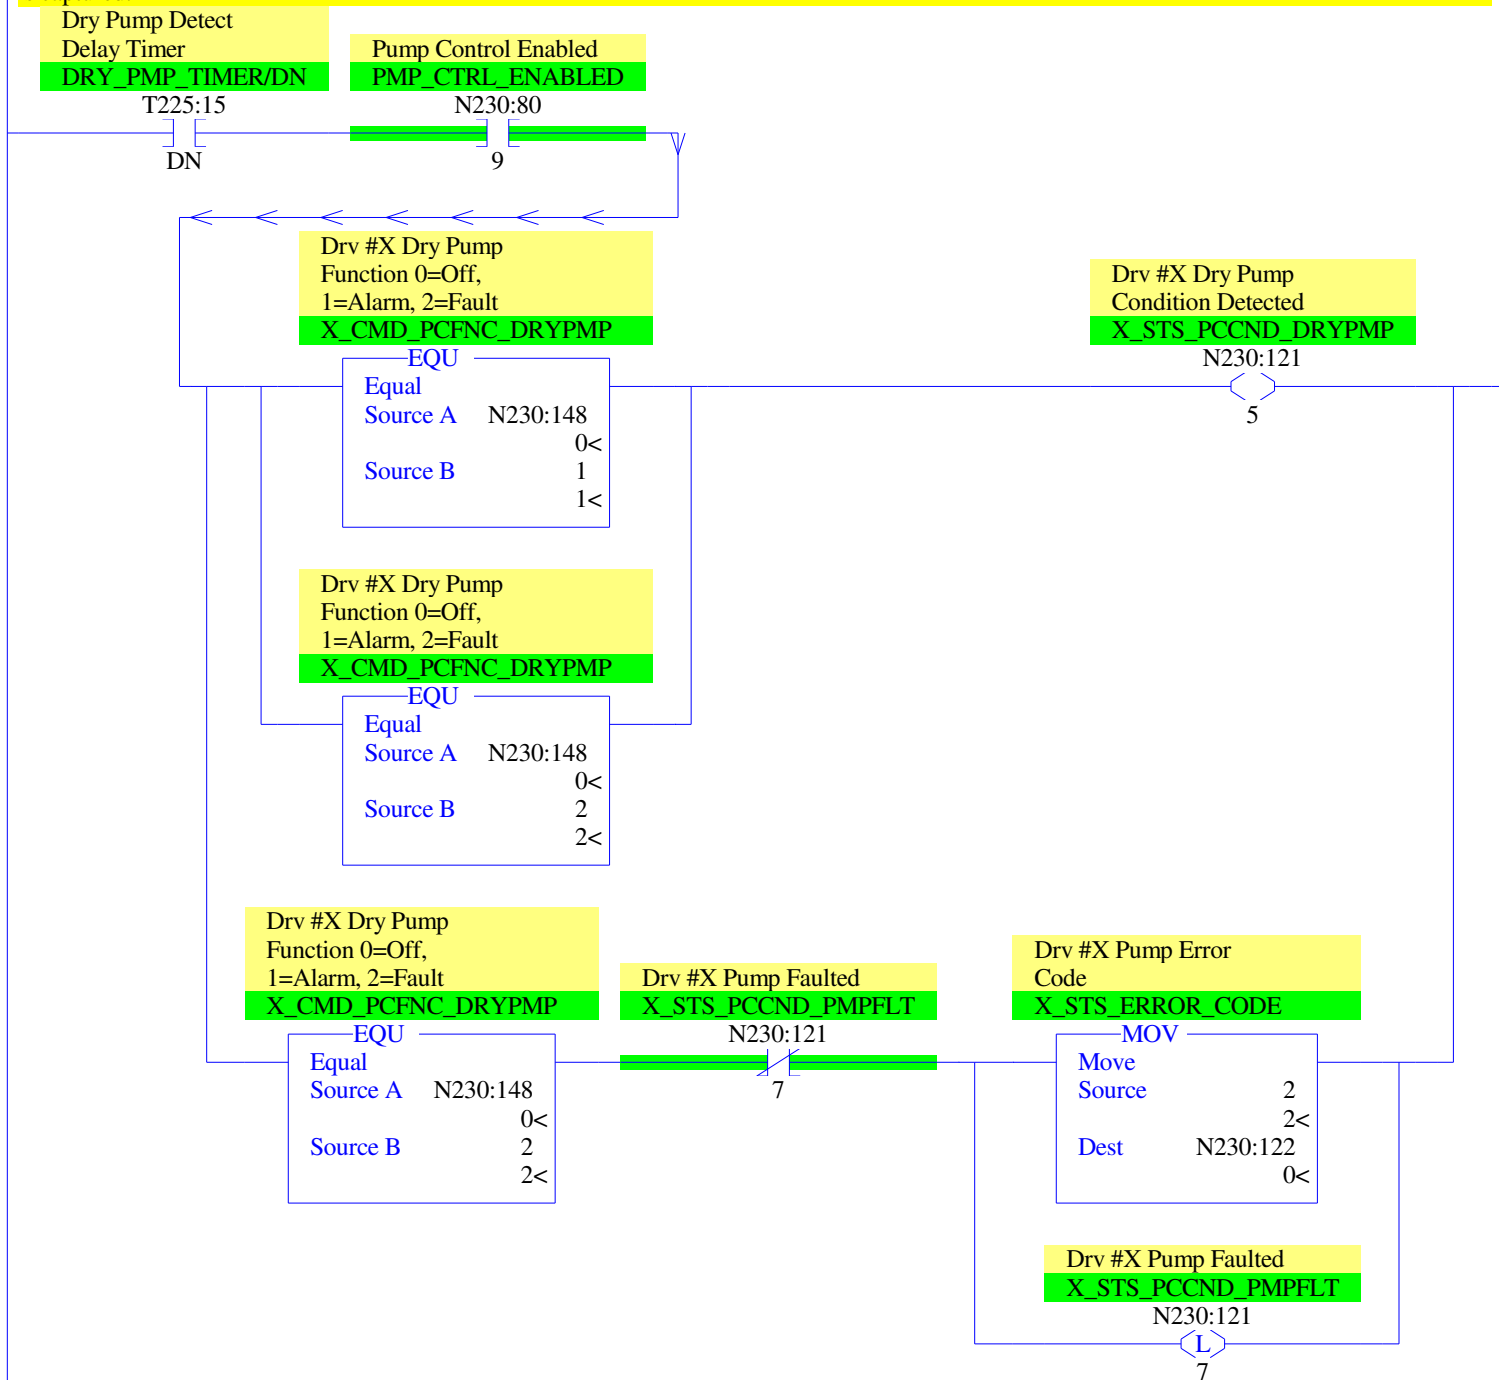 Dry Pump Detect
Delay Timer
DRY_PMP_TIMER/DN
T225:15
DN
Pump Control Enabled
PMP_CTRL_ENABLED
N230:80
9
Drv #X Dry Pump
Function 0=Off,
1=Alarm, 2=Fault
X_CMD_PCFNC_DRYPMP
EQU
Equal
Source A N230:148
0<
Source B 1
1<
Drv #X Dry Pump
Condition Detected
X_STS_PCCND_DRYPMP
N230:121
5
Drv #X Dry Pump
Function 0=Off,
1=Alarm, 2=Fault
X_CMD_PCFNC_DRYPMP
EQU
Equal
Source A N230:148
0<
Source B 2
2<
Drv #X Dry Pump
Function 0=Off,
1=Alarm, 2=Fault
X_CMD_PCFNC_DRYPMP
EQU
Equal
Source A N230:148
0<
Source B 2
2<
Drv #X Pump Faulted
X_STS_PCCND_PMPFLT
N230:121
7
Drv #X Pump Error
Code
X_STS_ERROR_CODE
MOV
Move
Source 2
2<
Dest N230:122
0<
Drv #X Pump Faulted
X_STS_PCCND_PMPFLT
N230:121
L
7